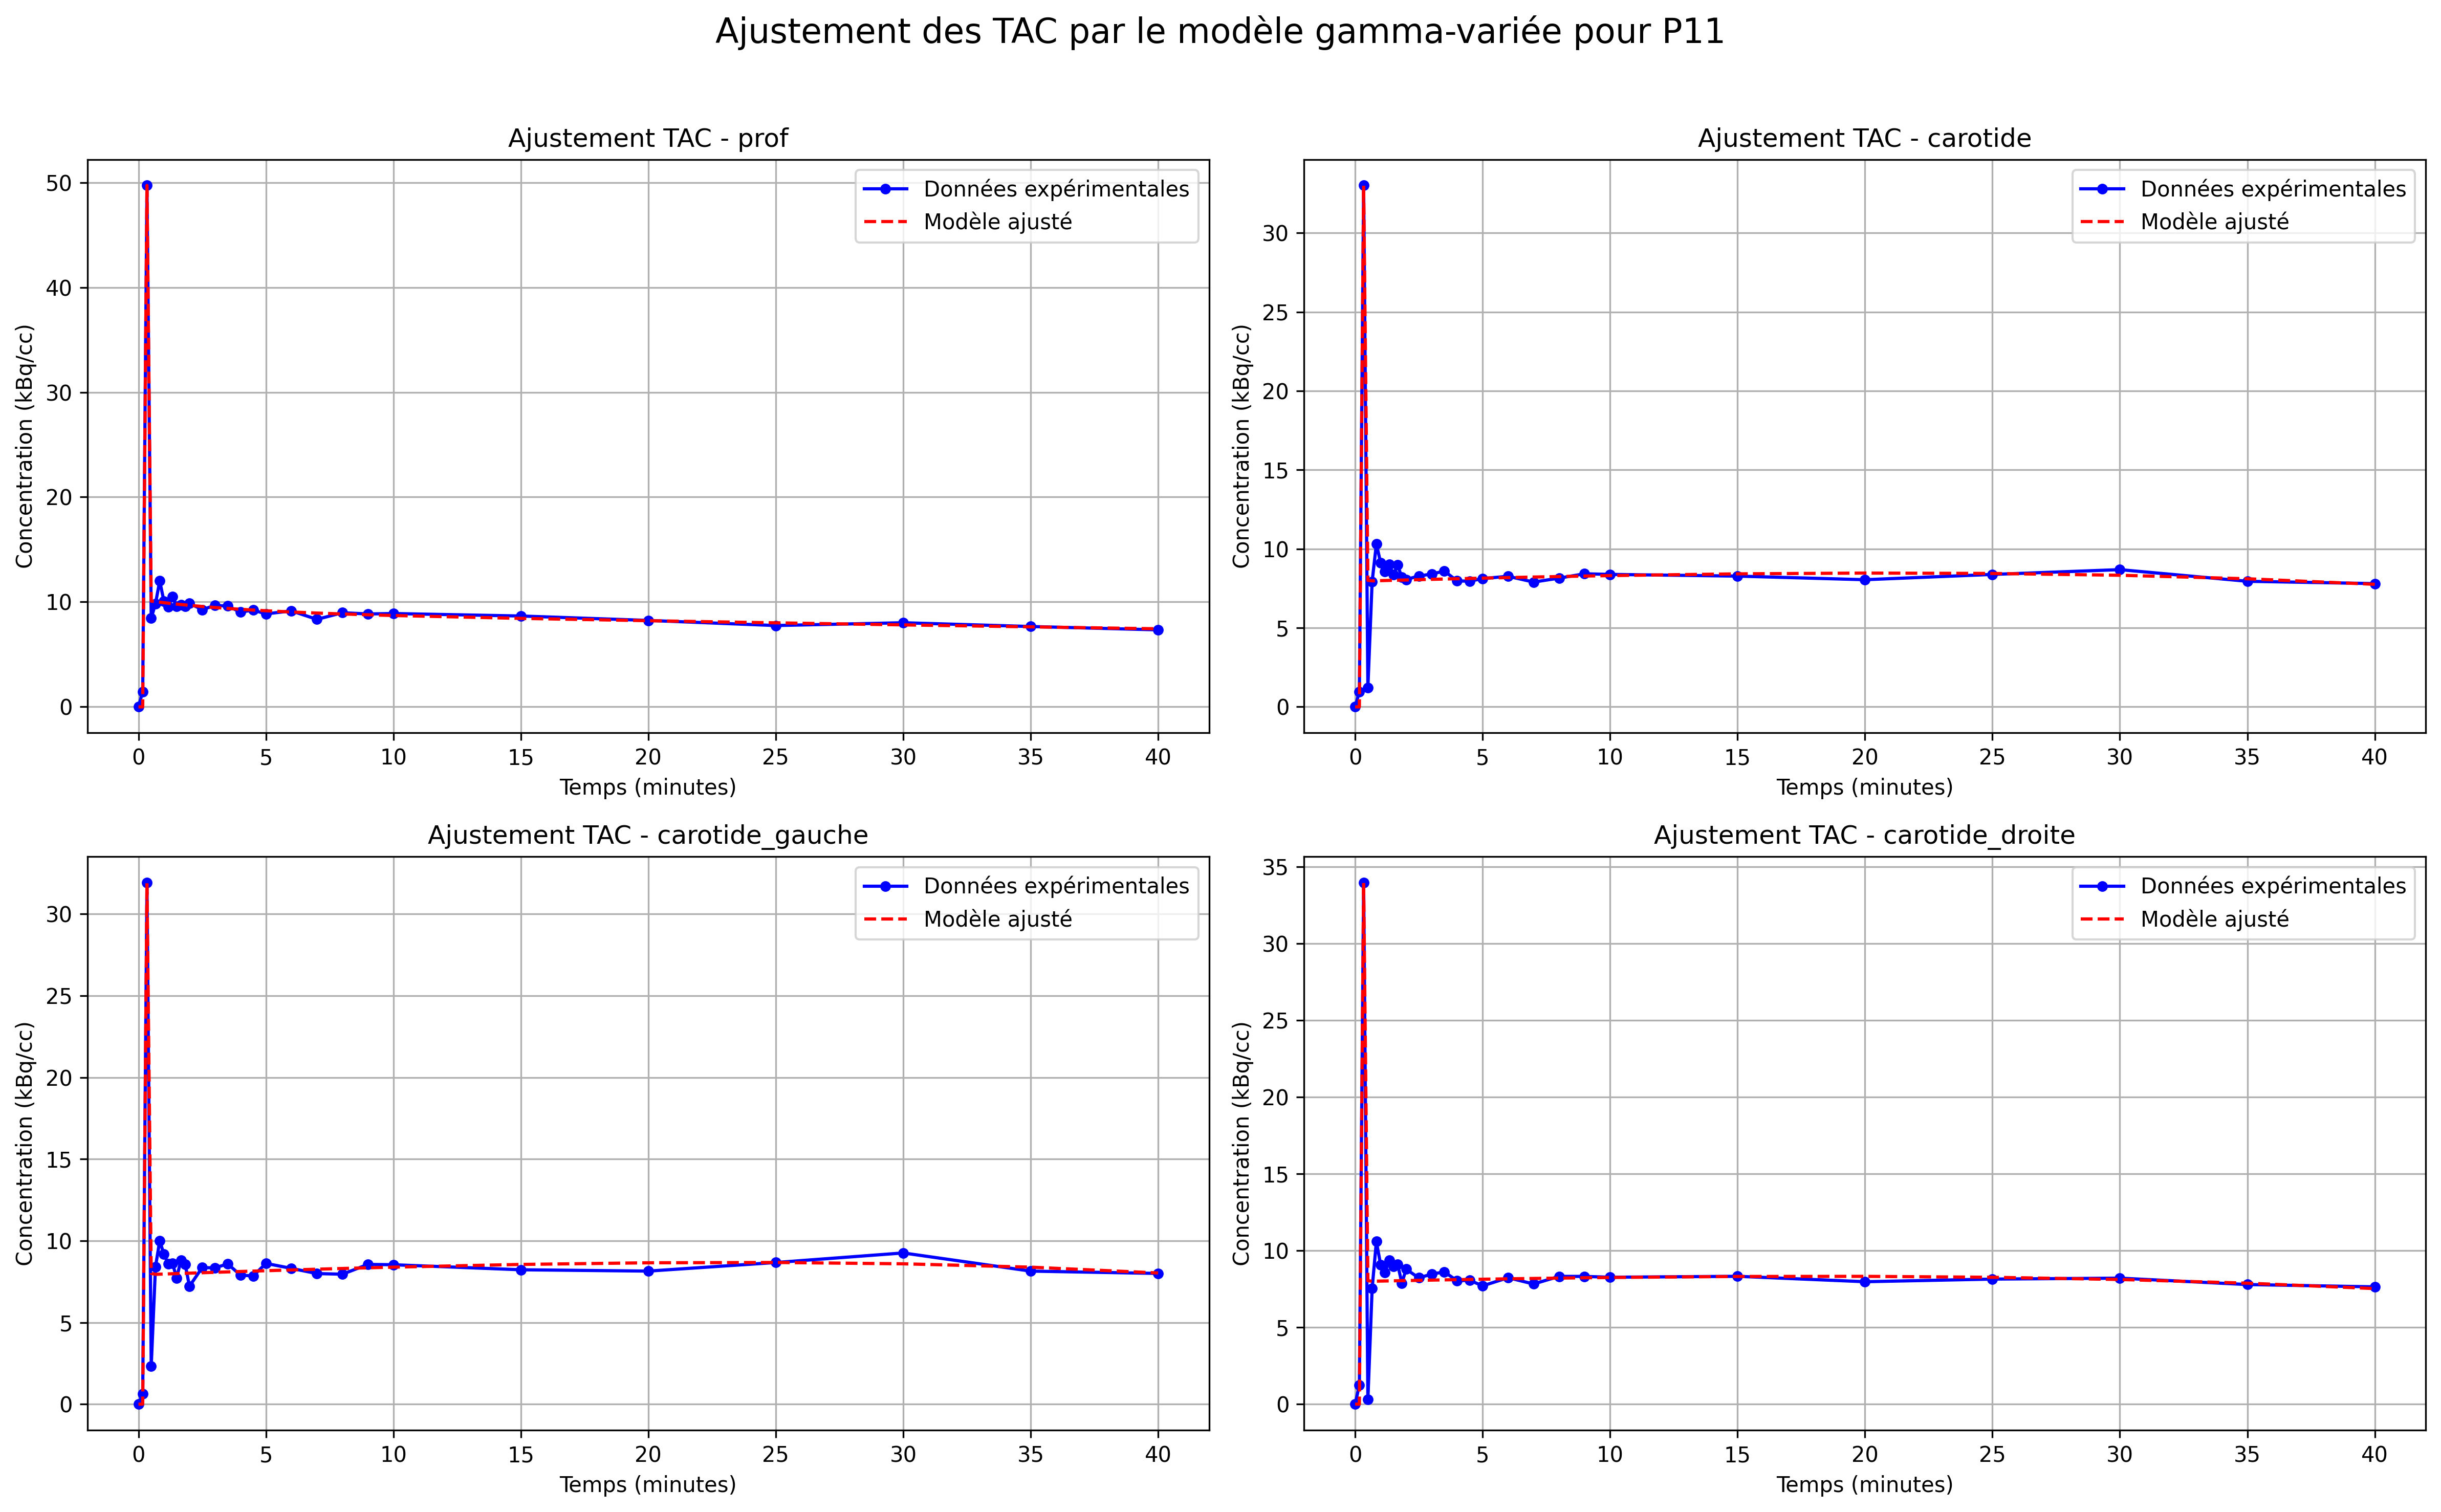 Ajustement des TAC par le modèle gamma-variée pour P11
Ajustement TAC - prof
50
40
30
20
10
0
Concentration (kBq/cc)
Données expérimentales
Modèle ajusté
0 5 10 15 20 25 30 35 40
Temps (minutes)
Ajustement TAC - carotide
30
25
20
15
10
5
0
Concentration (kBq/cc)
Données expérimentales
Modèle ajusté
0 5 10 15 20 25 30 35 40
Temps (minutes)
Ajustement TAC - carotide_gauche
30
25
20
15
10
5
0
Concentration (kBq/cc)
Données expérimentales
Modèle ajusté
0 5 10 15 20 25 30 35 40
Temps (minutes)
Ajustement TAC - carotide_droite
35
30
25
20
15
10
5
0
Concentration (kBq/cc)
Données expérimentales
Modèle ajusté
0 5 10 15 20 25 30 35 40
Temps (minutes)